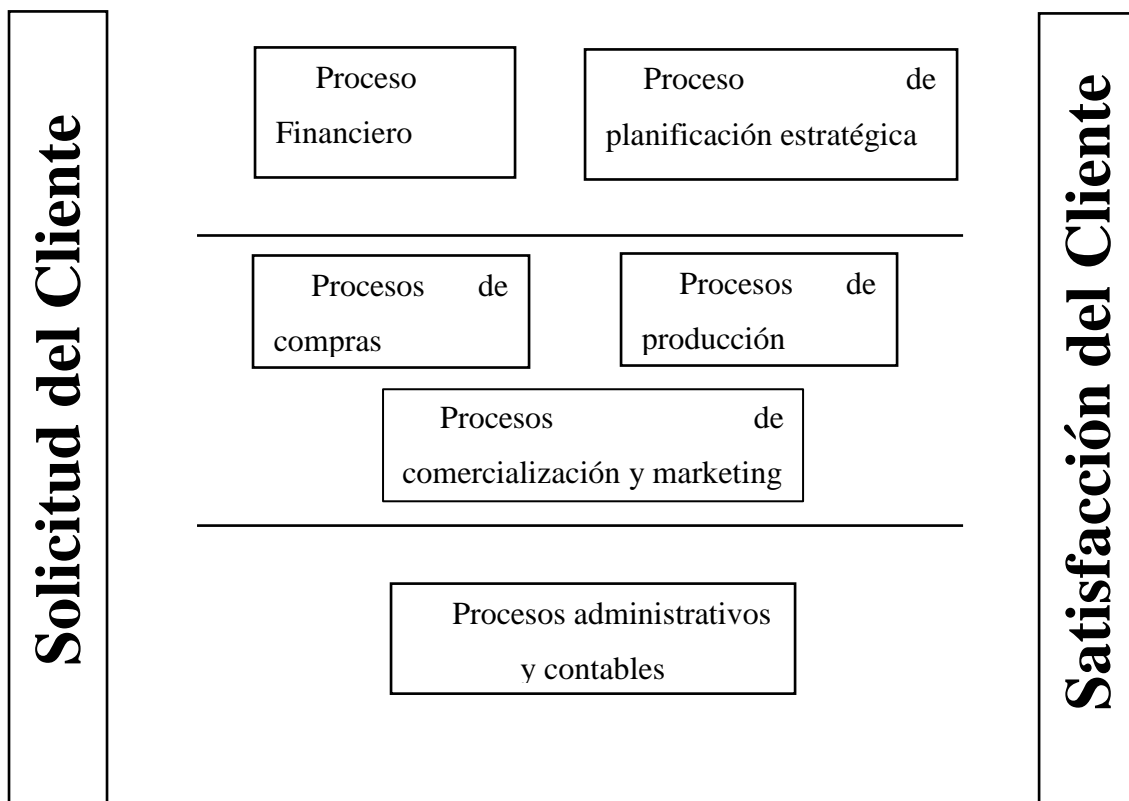 Solicitud del Cliente
Proceso
Financiero
Proceso de
planificación estratégica
Procesos de
compras
Procesos de
producción
Procesos de
comercialización y marketing
Procesos administrativos
y contables
Satisfacción del Cliente